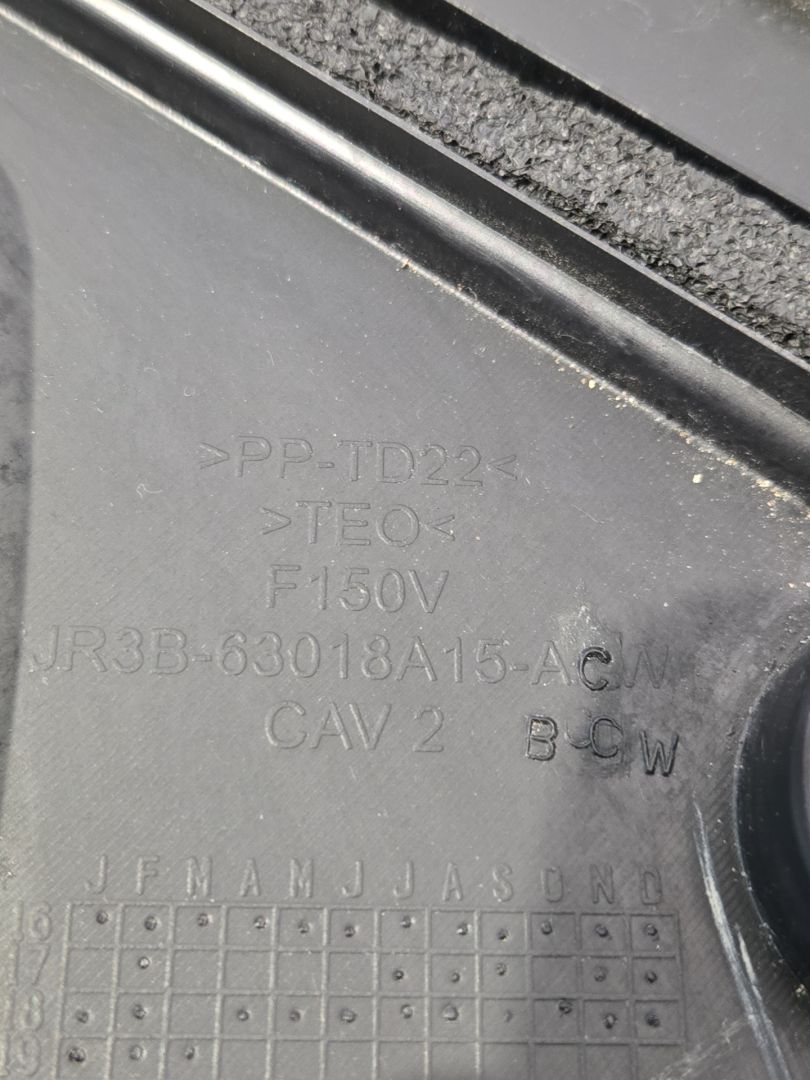 >PP-TD22<
>TEO<
F150V
JR3B-63018A15-ACW
CAV 2 BCW
J F M A M J J A S O N D
16
17
18
19